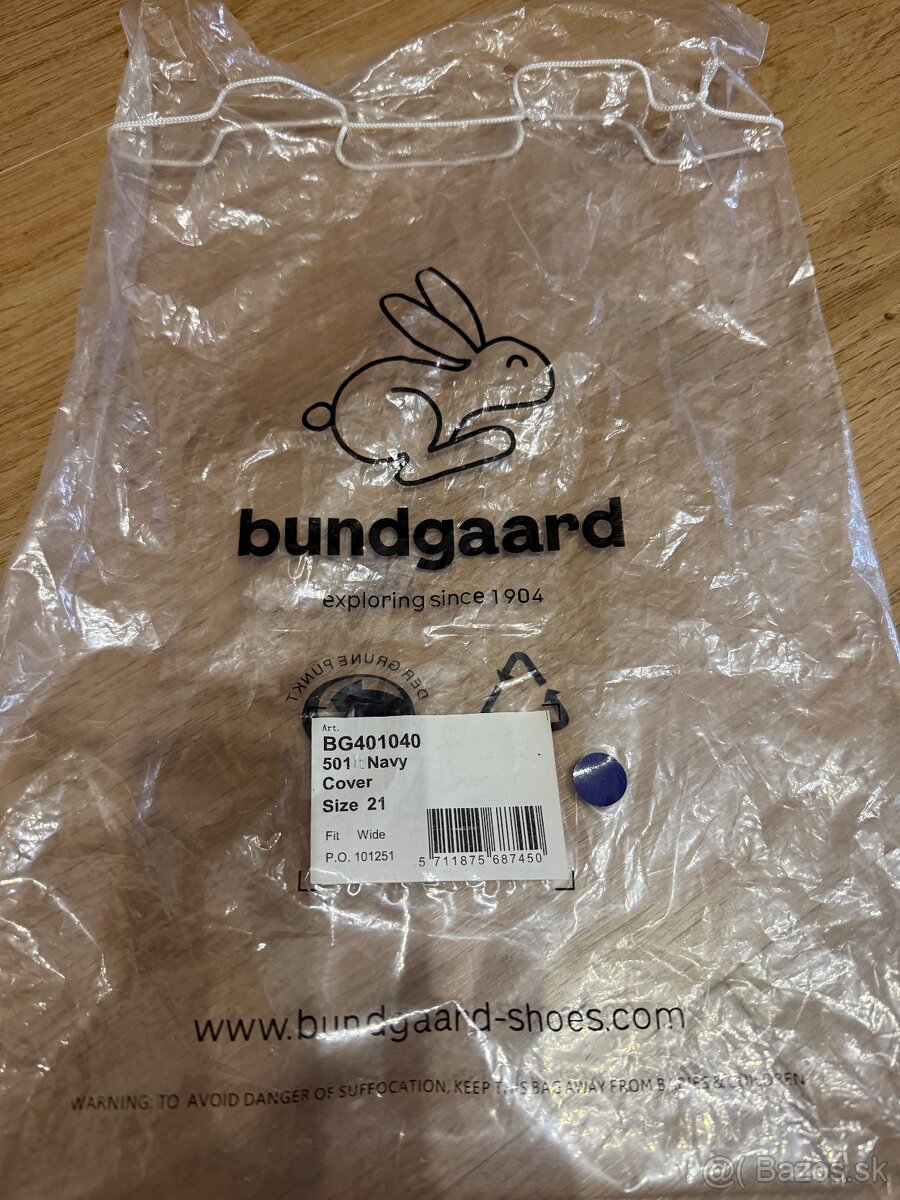 bundgaard
exploring since 1904
DER GRUNE PUNKT
Art.
BG401040
501 Navy
Cover
Size 21
Fit Wide
P.O. 101251
5 711875 687450
www.bundgaard-shoes.com
WARNING: TO AVOID DANGER OF SUFFOCATION, KEEP THIS BAG AWAY FROM BABIES & CHILDREN
@( Bazos.sk